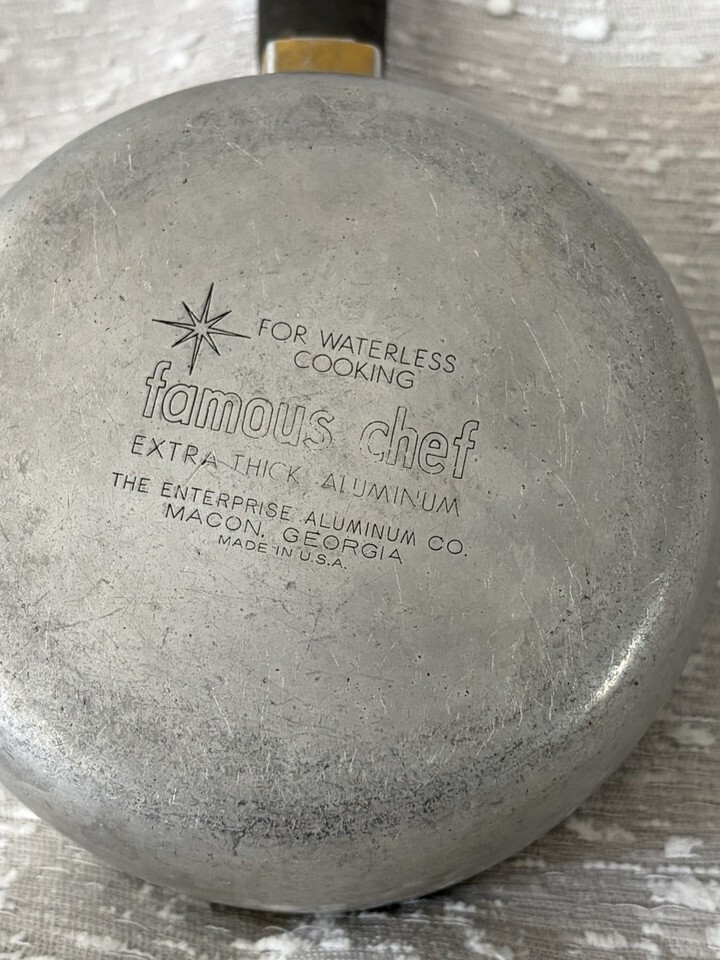 FOR WATERLESS
COOKING
famous chef
EXTRA THICK ALUMINUM
THE ENTERPRISE ALUMINUM CO.
MACON, GEORGIA
MADE IN U.S.A.